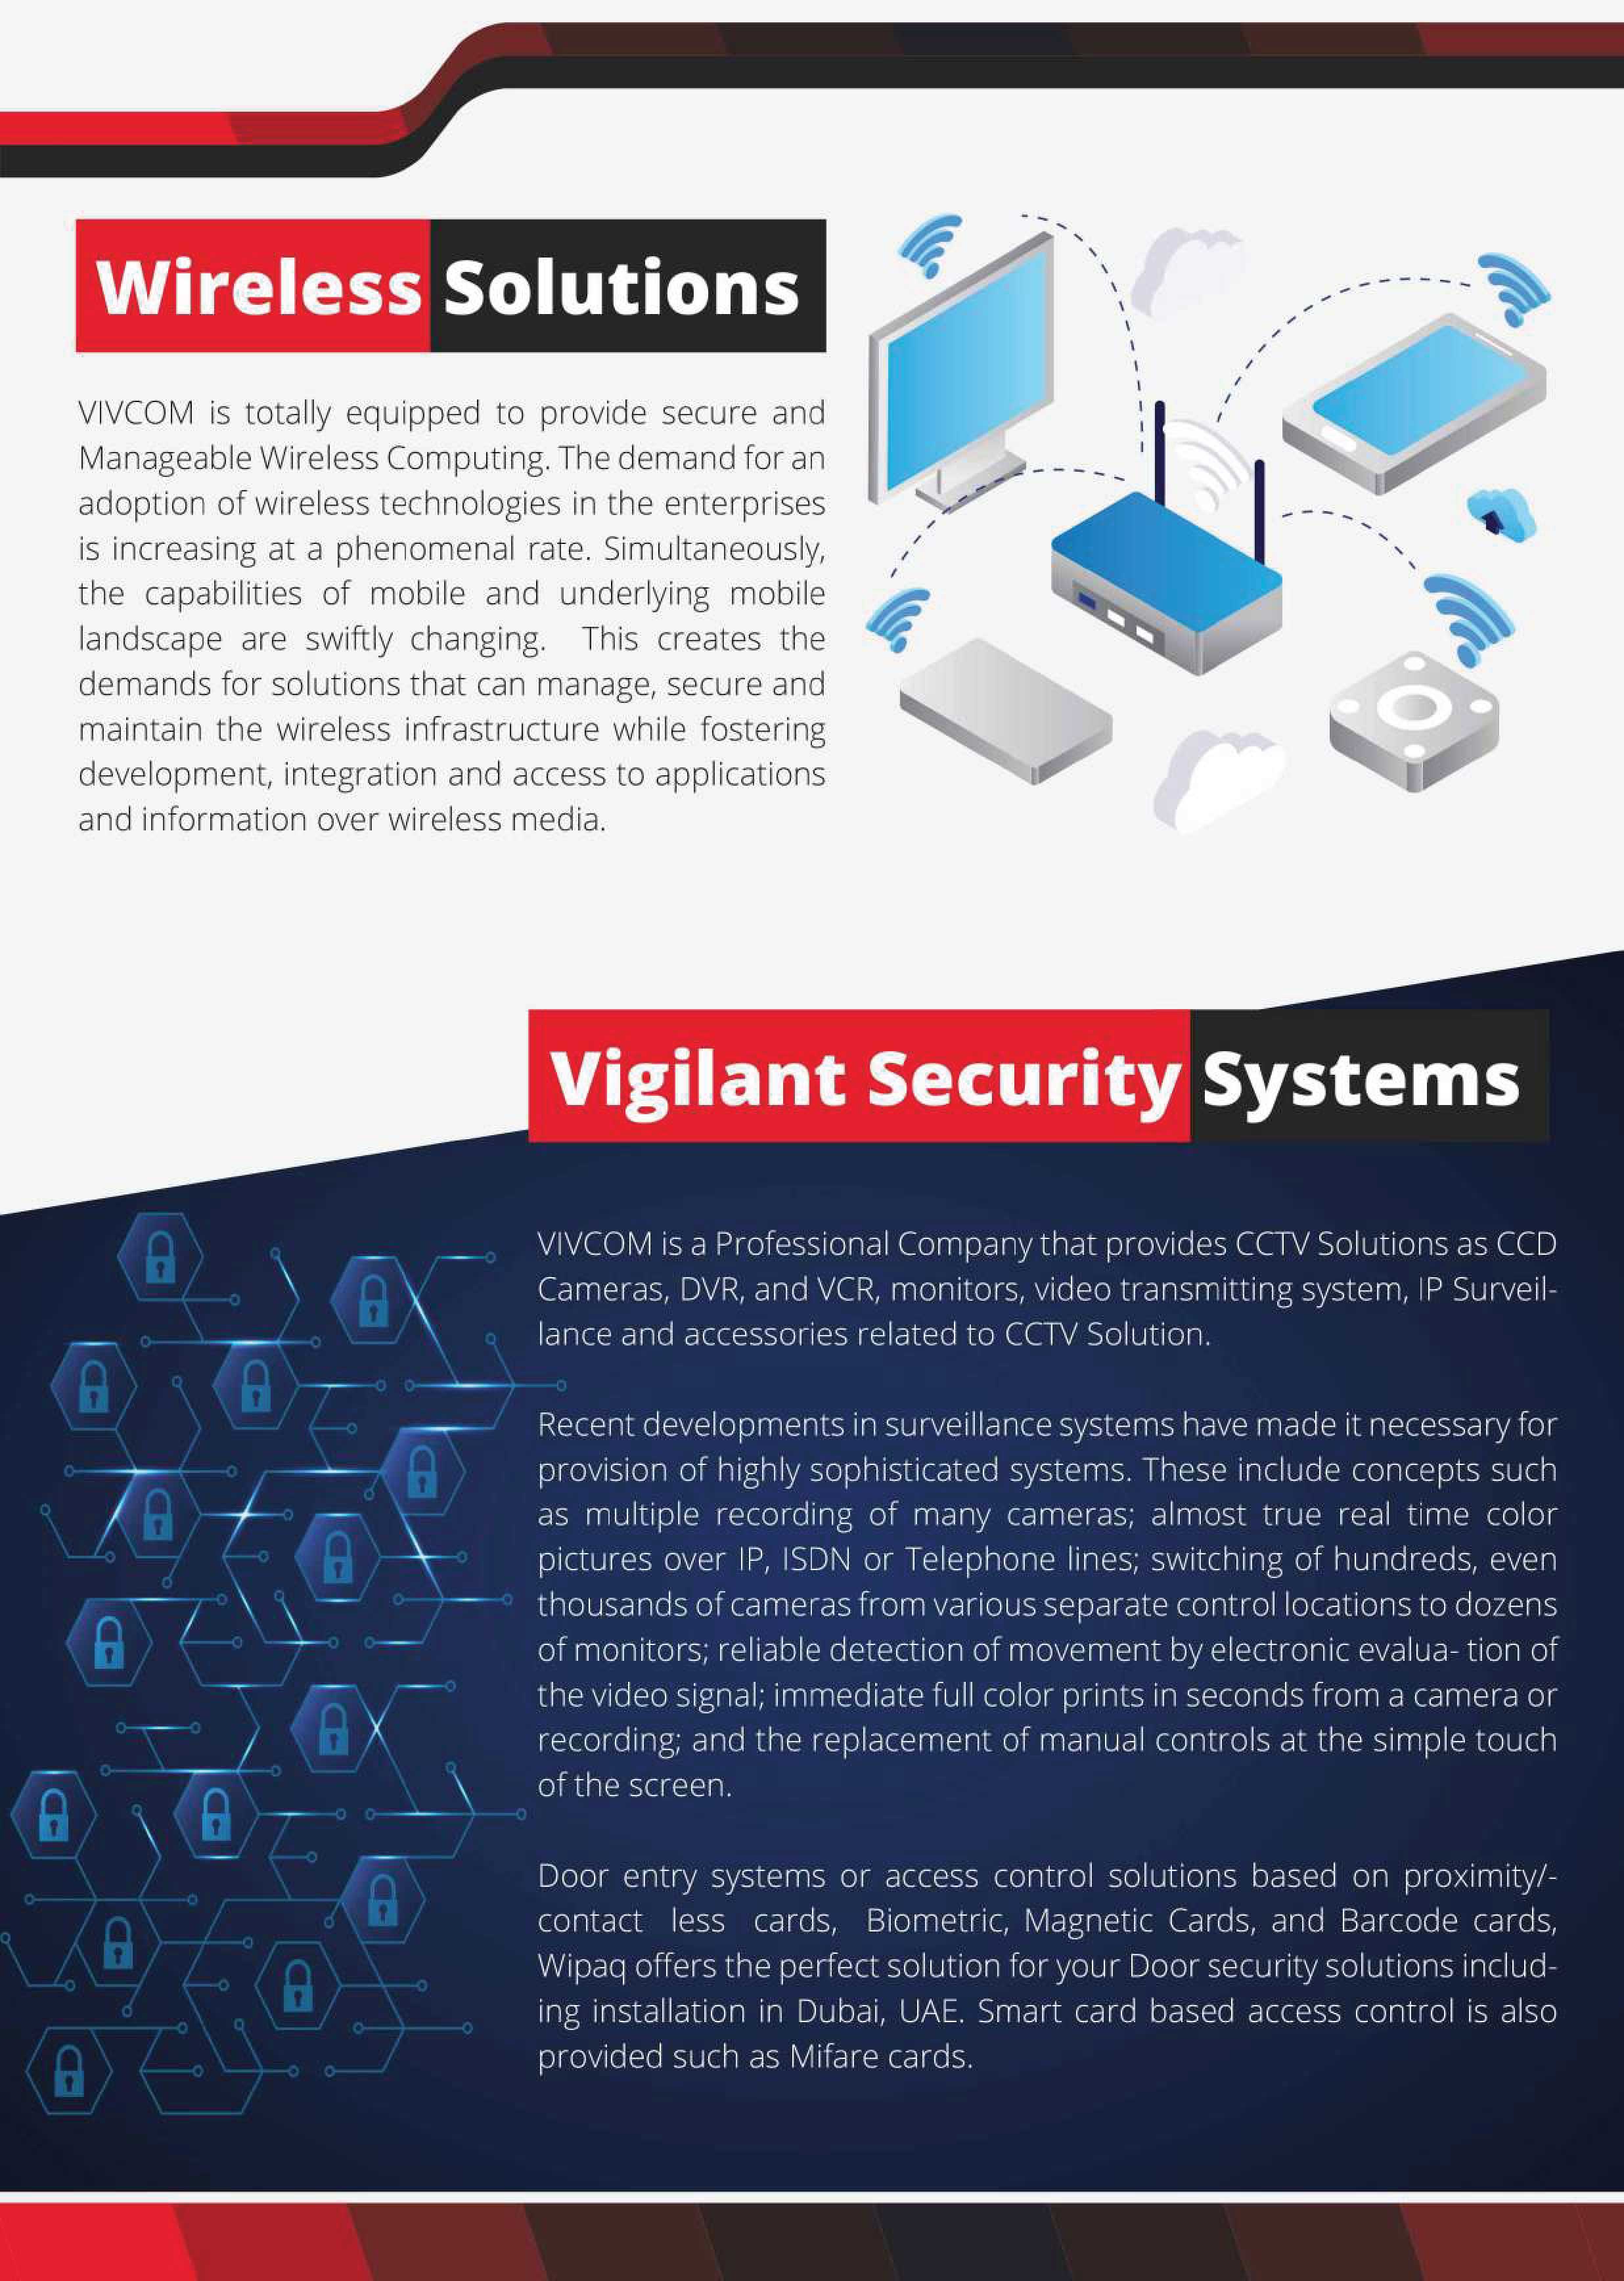 Wireless Solutions
VIVCOM is totally equipped to provide secure and
Manageable Wireless Computing. The demand for an
adoption of wireless technologies in the enterprises
is increasing at a phenomenal rate. Simultaneously,
the capabilities of mobile and underlying mobile
landscape are swiftly changing. This creates the
demands for solutions that can manage, secure and
maintain the wireless infrastructure while fostering
development, integration and access to applications
and information over wireless media.
Vigilant Security Systems
VIVCOM is a Professional Company that provides CCTV Solutions as CCD
Cameras, DVR, and VCR, monitors, video transmitting system, IP Surveil-
lance and accessories related to CCTV Solution.
Recent developments in surveillance systems have made it necessary for
provision of highly sophisticated systems. These include concepts such
as multiple recording of many cameras; almost true real time color
pictures over IP, ISDN or Telephone lines; switching of hundreds, even
thousands of cameras from various separate control locations to dozens
of monitors; reliable detection of movement by electronic evalua- tion of
the video signal; immediate full color prints in seconds from a camera or
recording; and the replacement of manual controls at the simple touch
of the screen.
Door entry systems or access control solutions based on proximity/-
contact less cards, Biometric, Magnetic Cards, and Barcode cards,
Wipaq offers the perfect solution for your Door security solutions includ-
ing installation in Dubai, UAE. Smart card based access control is also
provided such as Mifare cards.